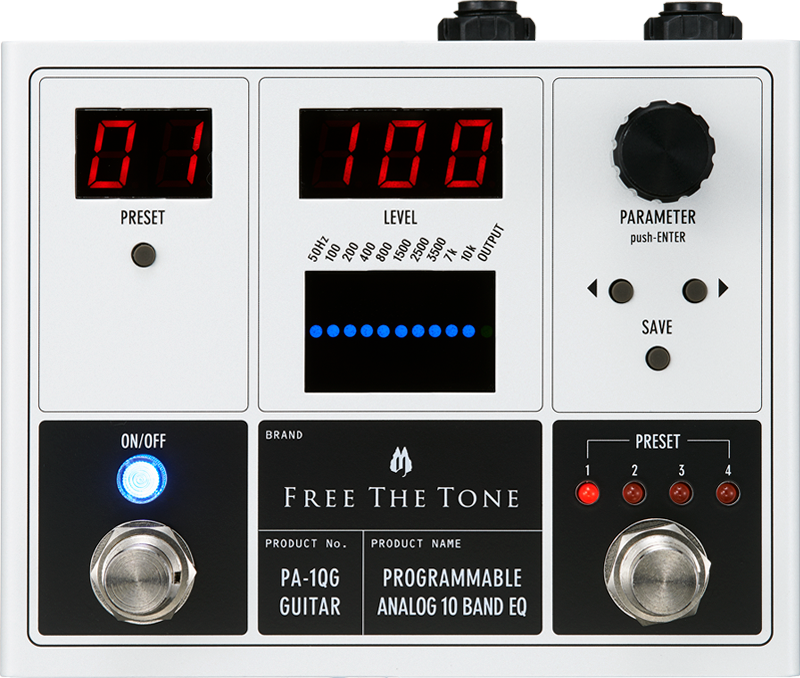 01
100
PRESET
LEVEL
PARAMETER
push-ENTER
50Hz
100
200
400
800
1500
2500
3500
7k
10k
OUTPUT
SAVE
ON/OFF
BRAND
FREE THE TONE
PRODUCT No.
PA-1QG
GUITAR
PRODUCT NAME
PROGRAMMABLE
ANALOG 10 BAND EQ
PRESET
1 2 3 4